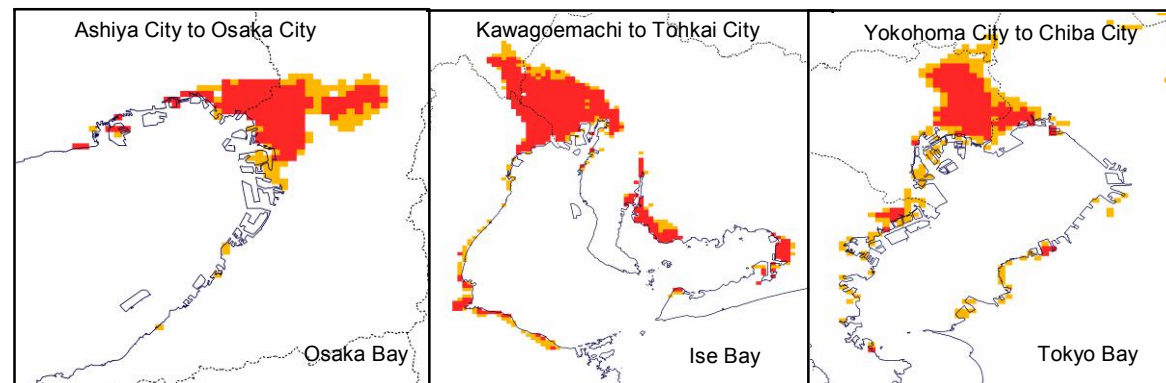 Ashiya City to Osaka City
Kawagoemachi to Tohkai City
Yokohoma City to Chiba City
Osaka Bay
Ise Bay
Tokyo Bay